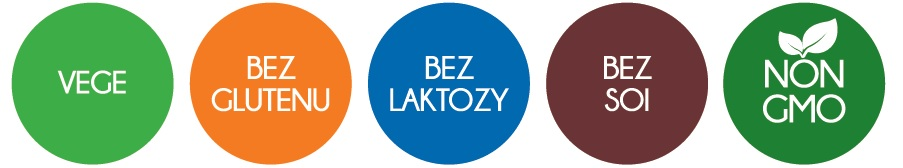 VEGE
BEZ
GLUTENU
BEZ
LAKTOZY
BEZ
SOI
NON
GMO